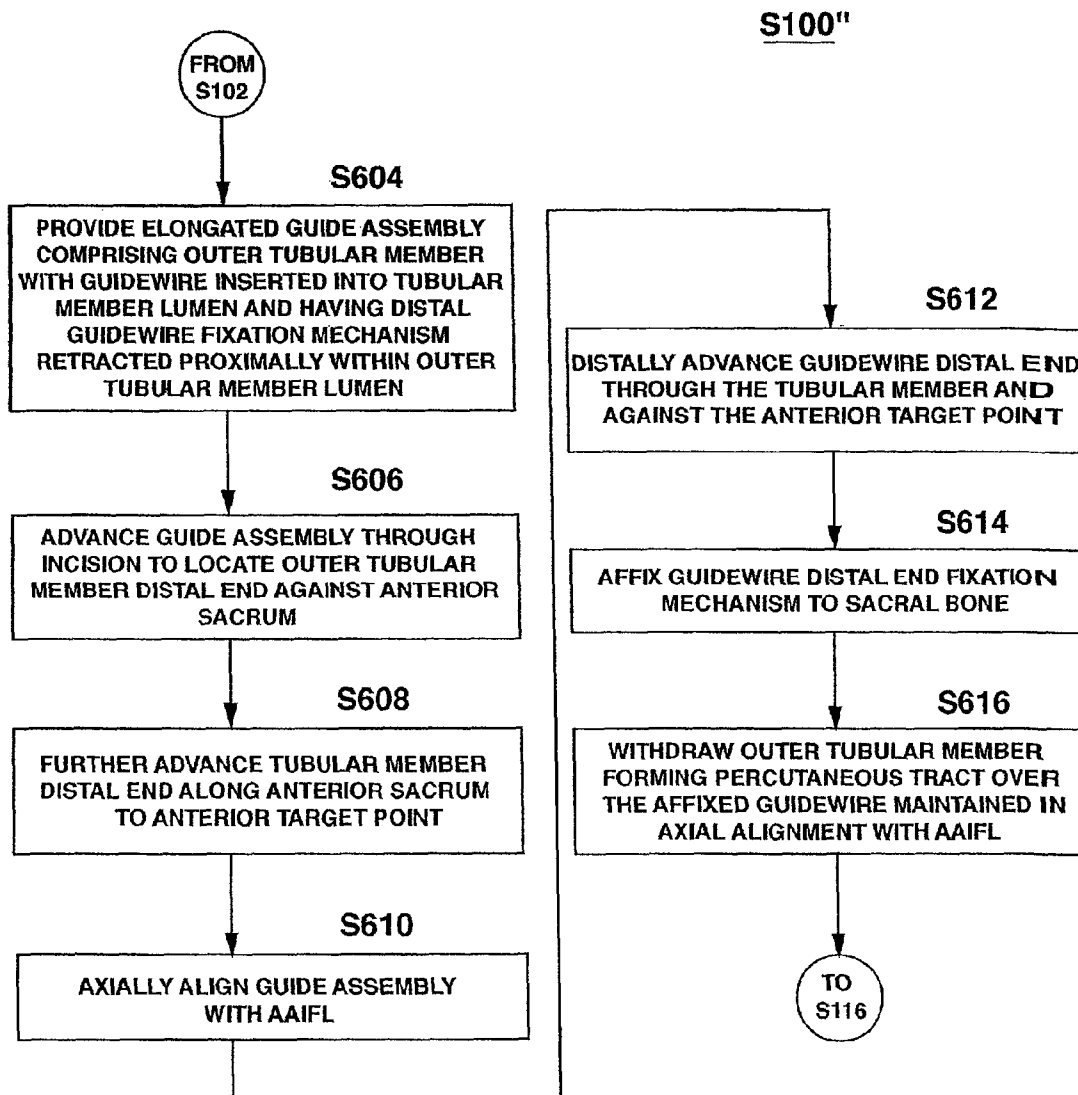 S100"
FROM
S102
S604
PROVIDE ELONGATED GUIDE ASSEMBLY
COMPRISING OUTER TUBULAR MEMBER
WITH GUIDEWIRE INSERTED INTO TUBULAR
MEMBER LUMEN AND HAVING DISTAL
GUIDEWIRE FIXATION MECHANISM
RETRACTED PROXIMALLY WITHIN OUTER
TUBULAR MEMBER LUMEN
S606
ADVANCE GUIDE ASSEMBLY THROUGH
INCISION TO LOCATE OUTER TUBULAR
MEMBER DISTAL END AGAINST ANTERIOR
SACRUM
S608
FURTHER ADVANCE TUBULAR MEMBER
DISTAL END ALONG ANTERIOR SACRUM
TO ANTERIOR TARGET POINT
S610
AXIALLY ALIGN GUIDE ASSEMBLY
WITH AAIFL
S612
DISTALLY ADVANCE GUIDEWIRE DISTAL END
THROUGH THE TUBULAR MEMBER AND
AGAINST THE ANTERIOR TARGET POINT
S614
AFFIX GUIDEWIRE DISTAL END FIXATION
MECHANISM TO SACRAL BONE
S616
WITHDRAW OUTER TUBULAR MEMBER
FORMING PERCUTANEOUS TRACT OVER
THE AFFIXED GUIDEWIRE MAINTAINED IN
AXIAL ALIGNMENT WITH AAIFL
TO
S116